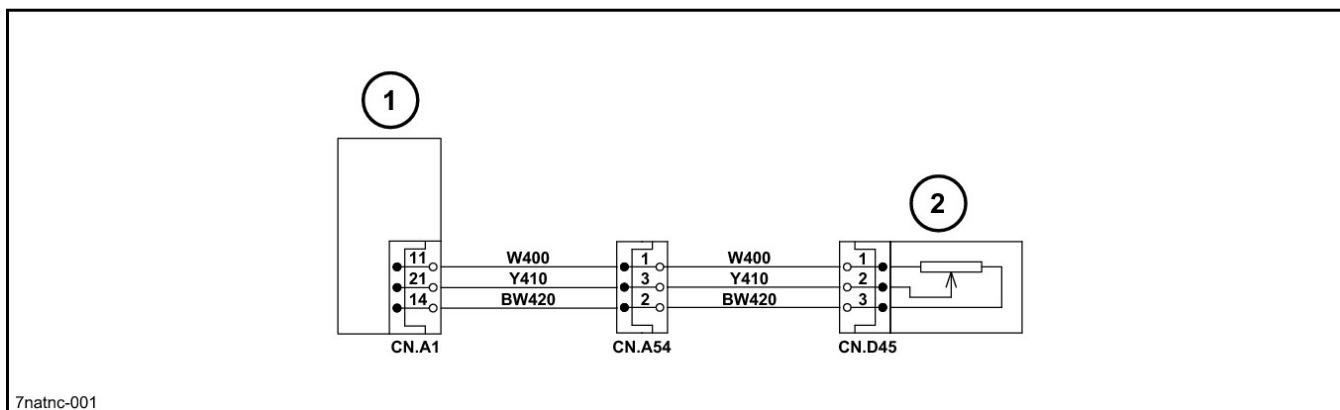 1
2
11 W400 1 W400 1
21 Y410 3 Y410 2
14 BW420 2 BW420 3
CN.A1 CN.A54 CN.D45
7natnc-001